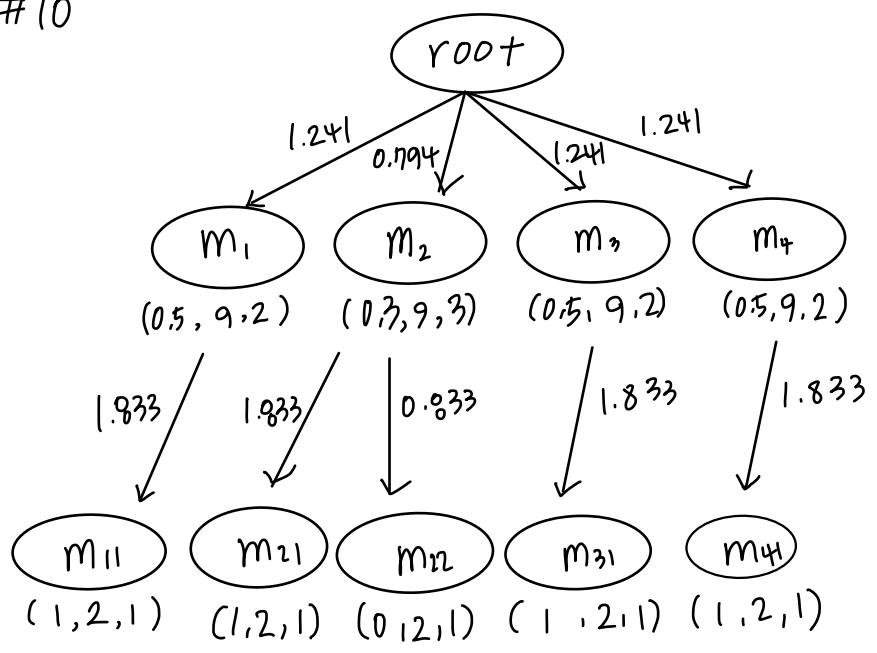 #10
root
1.241 0.794 1.241 1.241
m1 m2 m3 m4
(0.5, 9, 2) (0.3, 9, 3) (0.5, 9, 2) (0.5, 9, 2)
1.833 1.833 0.833 1.833 1.833
m11 m21 m22 m31 m41
(1, 2, 1) (1, 2, 1) (0, 2, 1) (1, 2, 1) (1, 2, 1)